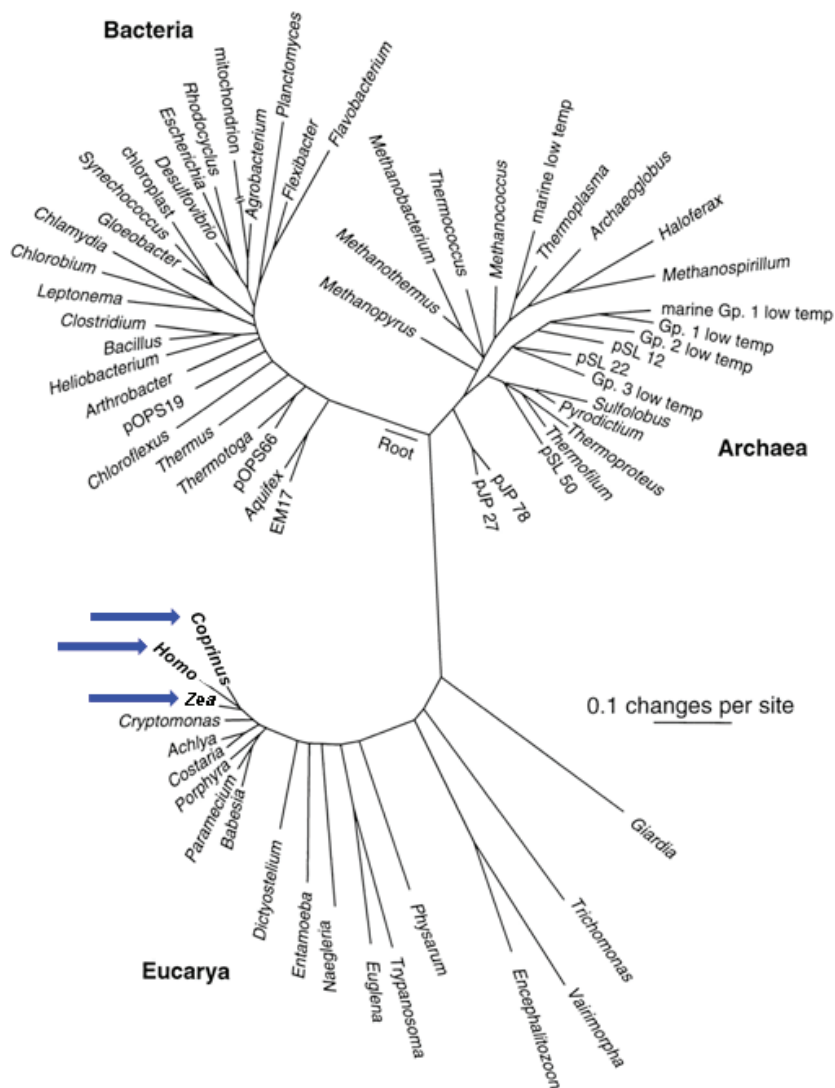 Bacteria
Planctomyces
mitochondrion
Rhodocyclus
Escherichia
Desulfovibrio
Agrobacterium
Flexibacter
Flavobacterium
chloroplast
Synechococcus
Gloeobacter
Chlamydia
Chlorobium
Leptonema
Clostridium
Bacillus
Heliobacterium
Arthrobacter
pOPS19
Chloroflexus
Thermus
Thermotoga
pOPS66
Aquifex
EM17
Root
Methanopyrus
Methanothermus
Methanobacterium
Thermococcus
Methanococcus
marine low temp
Thermoplasma
Archaeoglobus
Haloferax
Methanospirillum
marine Gp. 1 low temp
Gp. 1 low temp
Gp. 2 low temp
pSL 12
pSL 22
Gp. 3 low temp
Sulfolobus
Pyrodictium
Thermoproteus
Thermofilum
pSL 50
pJP 78
pJP 27
Archaea
Coprinus
Homo
Zea
Cryptomonas
Achlya
Costaria
Porphyra
Paramecium
Babesia
Dictyostelium
Entamoeba
Naegleria
Euglena
Trypanosoma
Physarum
Encephalitozoon
Vairimorpha
Trichomonas
Giardia
Eucarya
0.1 changes per site